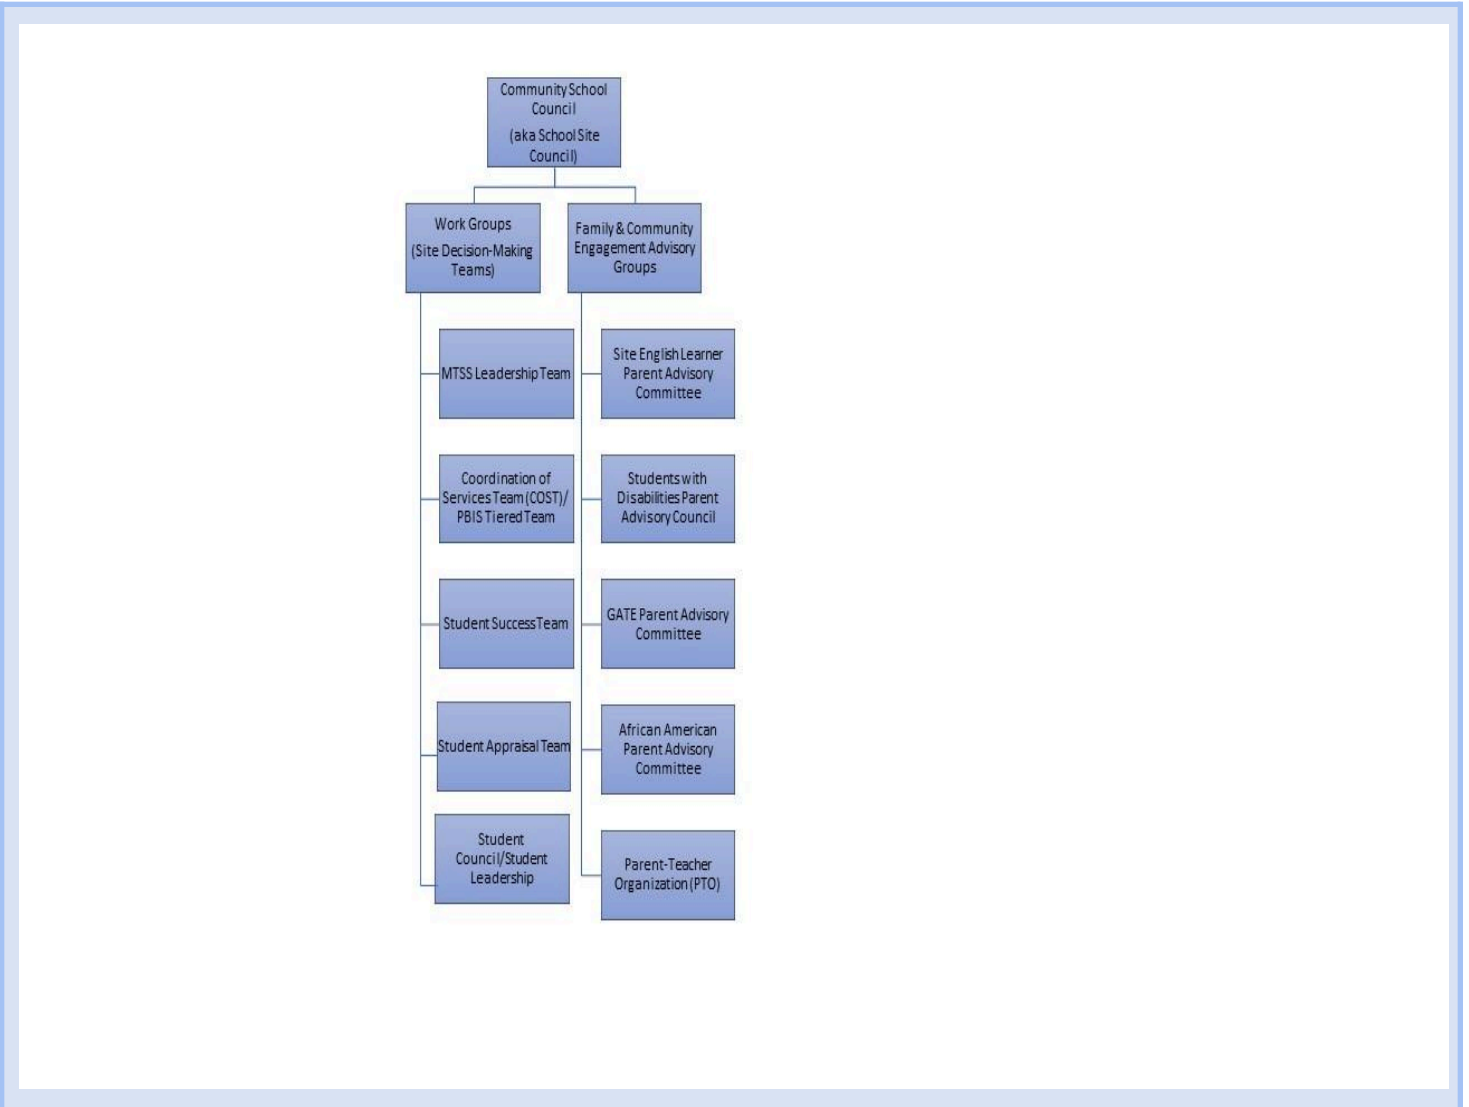 Community School
Council
(aka School Site
Council)
Work Groups
(Site Decision-Making
Teams)
Family & Community
Engagement Advisory
Groups
MTSS Leadership Team
Coordination of
Services Team (COST)/
PBIS Tiered Team
Student Success Team
Student Appraisal Team
Student
Council/Student
Leadership
Site English Learner
Parent Advisory
Committee
Students with
Disabilities Parent
Advisory Council
GATE Parent Advisory
Committee
African American
Parent Advisory
Committee
Parent-Teacher
Organization (PTO)